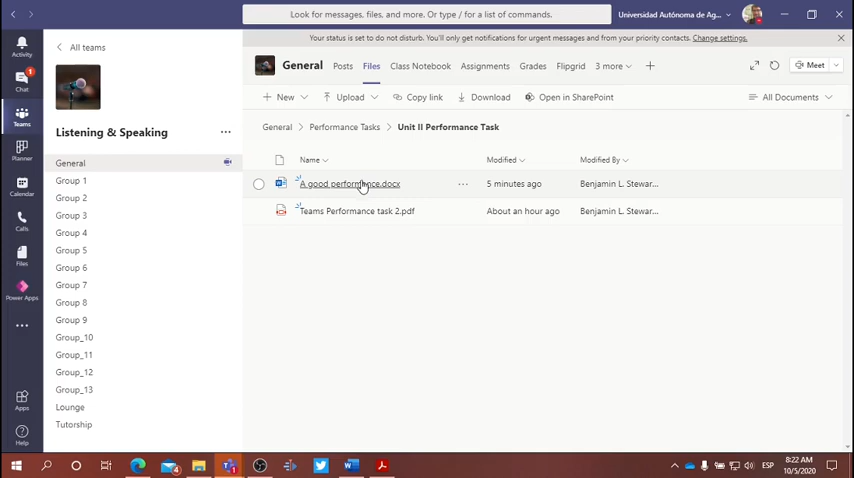 Look for messages, files, and more. Or type / for a list of commands.
Universidad Autónoma de Ag...
Your status is set to do not disturb. You'll only get notifications for urgent messages and from your priority contacts. Change settings.
Activity
Chat
1
Teams
Planner
Calendar
Calls
Files
Power Apps
Apps
Help
All teams
Listening & Speaking
General
Group 1
Group 2
Group 3
Group 4
Group 5
Group 6
Group 7
Group 8
Group 9
Group_10
Group_11
Group_12
Group_13
Lounge
Tutorship
General Posts Files Class Notebook Assignments Grades Flipgrid 3 more Meet
New Upload Copy link Download Open in SharePoint All Documents
General > Performance Tasks > Unit II Performance Task
Name Modified Modified By
A good performance.docx 5 minutes ago Benjamin L. Stewar...
Teams Performance task 2.pdf About an hour ago Benjamin L. Stewar...
4
ESP
8:22 AM
10/5/2020